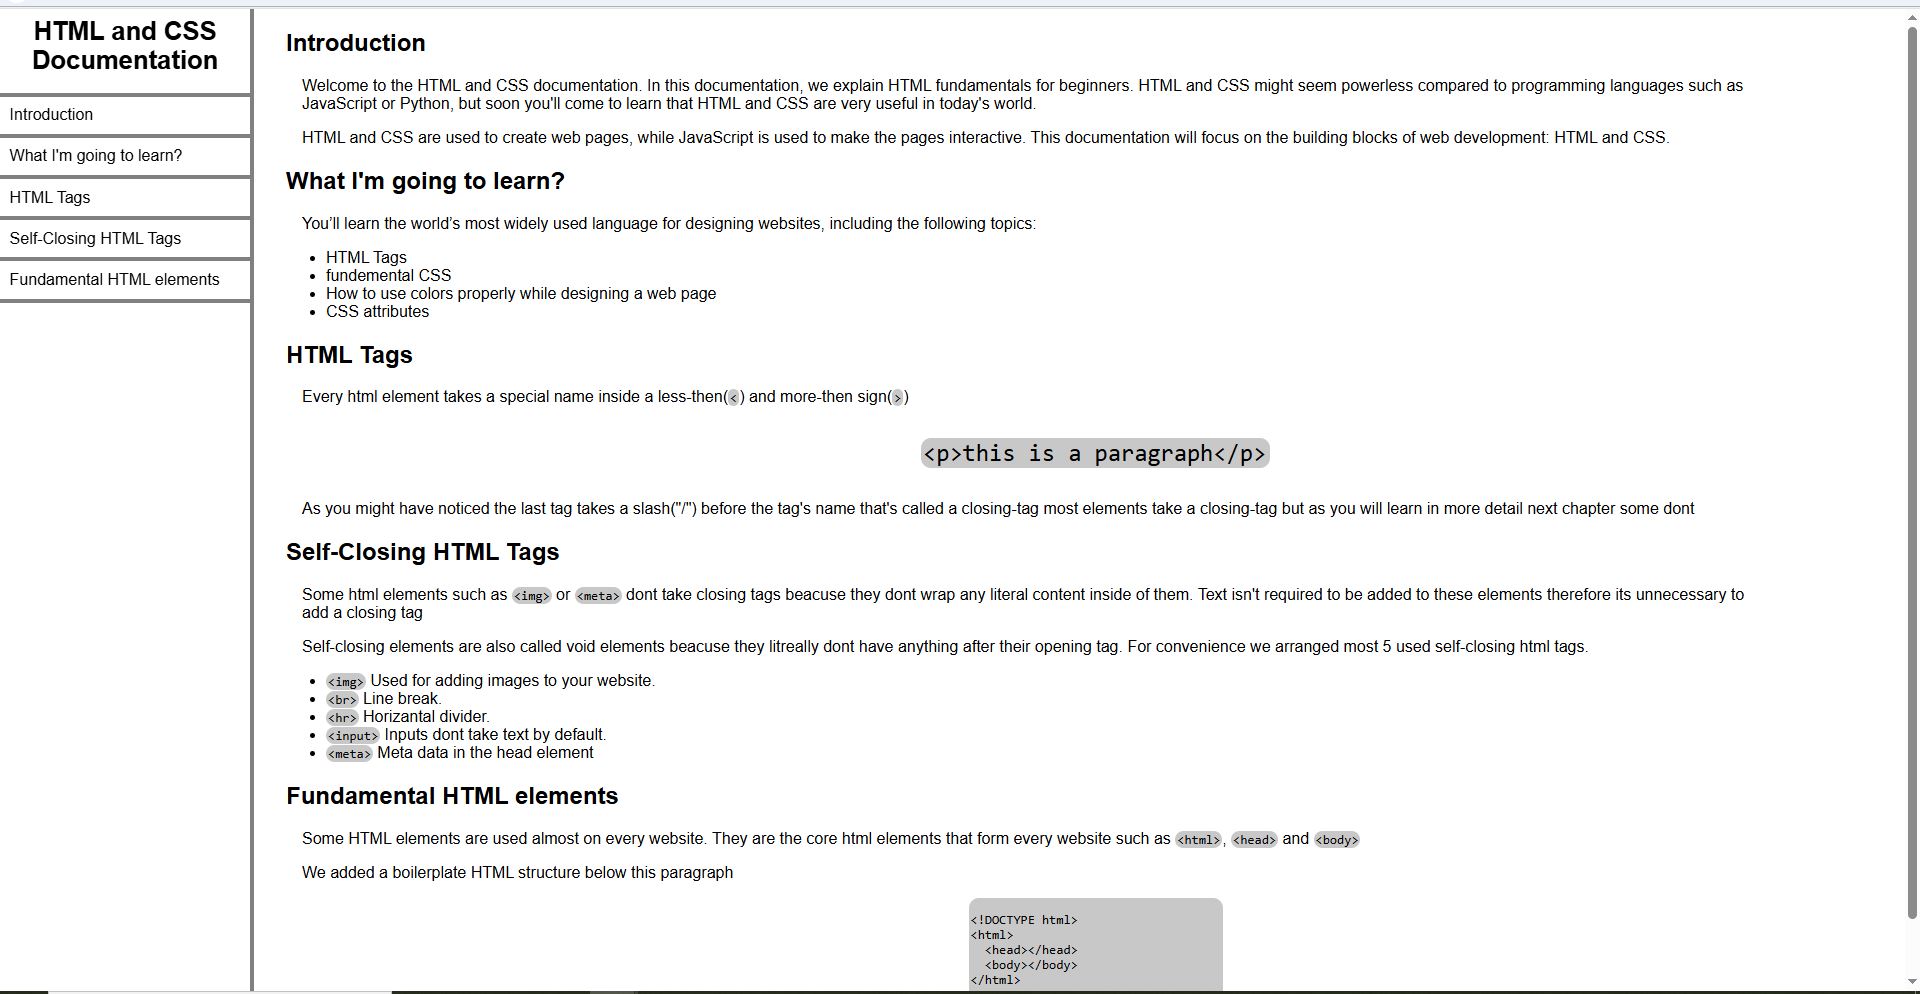 HTML and CSS
Documentation
Introduction
What I'm going to learn?
HTML Tags
Self-Closing HTML Tags
Fundamental HTML elements
Introduction
Welcome to the HTML and CSS documentation. In this documentation, we explain HTML fundamentals for beginners. HTML and CSS might seem powerless compared to programming languages such as
JavaScript or Python, but soon you'll come to learn that HTML and CSS are very useful in today's world.
HTML and CSS are used to create web pages, while JavaScript is used to make the pages interactive. This documentation will focus on the building blocks of web development: HTML and CSS.
What I'm going to learn?
You’ll learn the world’s most widely used language for designing websites, including the following topics:
• HTML Tags
• fundemental CSS
• How to use colors properly while designing a web page
• CSS attributes
HTML Tags
Every html element takes a special name inside a less-then(<) and more-then sign(>)
<p>this is a paragraph</p>
As you might have noticed the last tag takes a slash("/") before the tag's name that's called a closing-tag most elements take a closing-tag but as you will learn in more detail next chapter some dont
Self-Closing HTML Tags
Some html elements such as <img> or <meta> dont take closing tags beacuse they dont wrap any literal content inside of them. Text isn't required to be added to these elements therefore its unnecessary to
add a closing tag
Self-closing elements are also called void elements beacuse they litreally dont have anything after their opening tag. For convenience we arranged most 5 used self-closing html tags.
• <img> Used for adding images to your website.
• <br> Line break.
• <hr> Horizantal divider.
• <input> Inputs dont take text by default.
• <meta> Meta data in the head element
Fundamental HTML elements
Some HTML elements are used almost on every website. They are the core html elements that form every website such as <html>, <head> and <body>
We added a boilerplate HTML structure below this paragraph
<!DOCTYPE html>
<html>
  <head></head>
  <body></body>
</html>